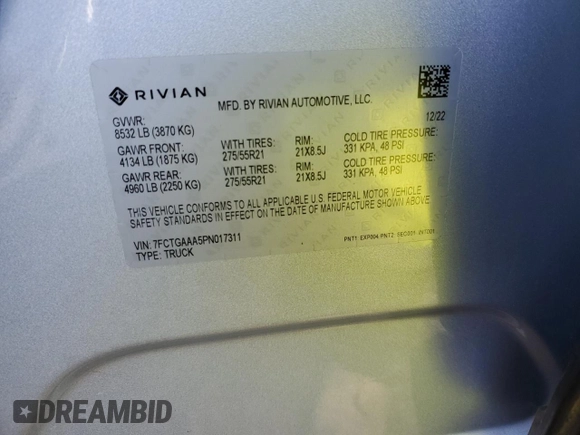 RIVIAN
MFD. BY RIVIAN AUTOMOTIVE, LLC.
GVWR:
8532 LB (3870 KG)
12/22
GAWR FRONT: WITH TIRES: RIM: COLD TIRE PRESSURE:
4134 LB (1875 KG) 275/55R21 21X8.5J 331 KPA, 48 PSI
GAWR REAR: WITH TIRES: RIM: COLD TIRE PRESSURE:
4960 LB (2250 KG) 275/55R21 21X8.5J 331 KPA, 48 PSI
THIS VEHICLE CONFORMS TO ALL APPLICABLE U.S. FEDERAL MOTOR VEHICLE
SAFETY STANDARDS IN EFFECT ON THE DATE OF MANUFACTURE SHOWN ABOVE
VIN: 7FCTGAAA5PN017311
TYPE: TRUCK
PNT1: EXP004, PNT2:
DREAMBID